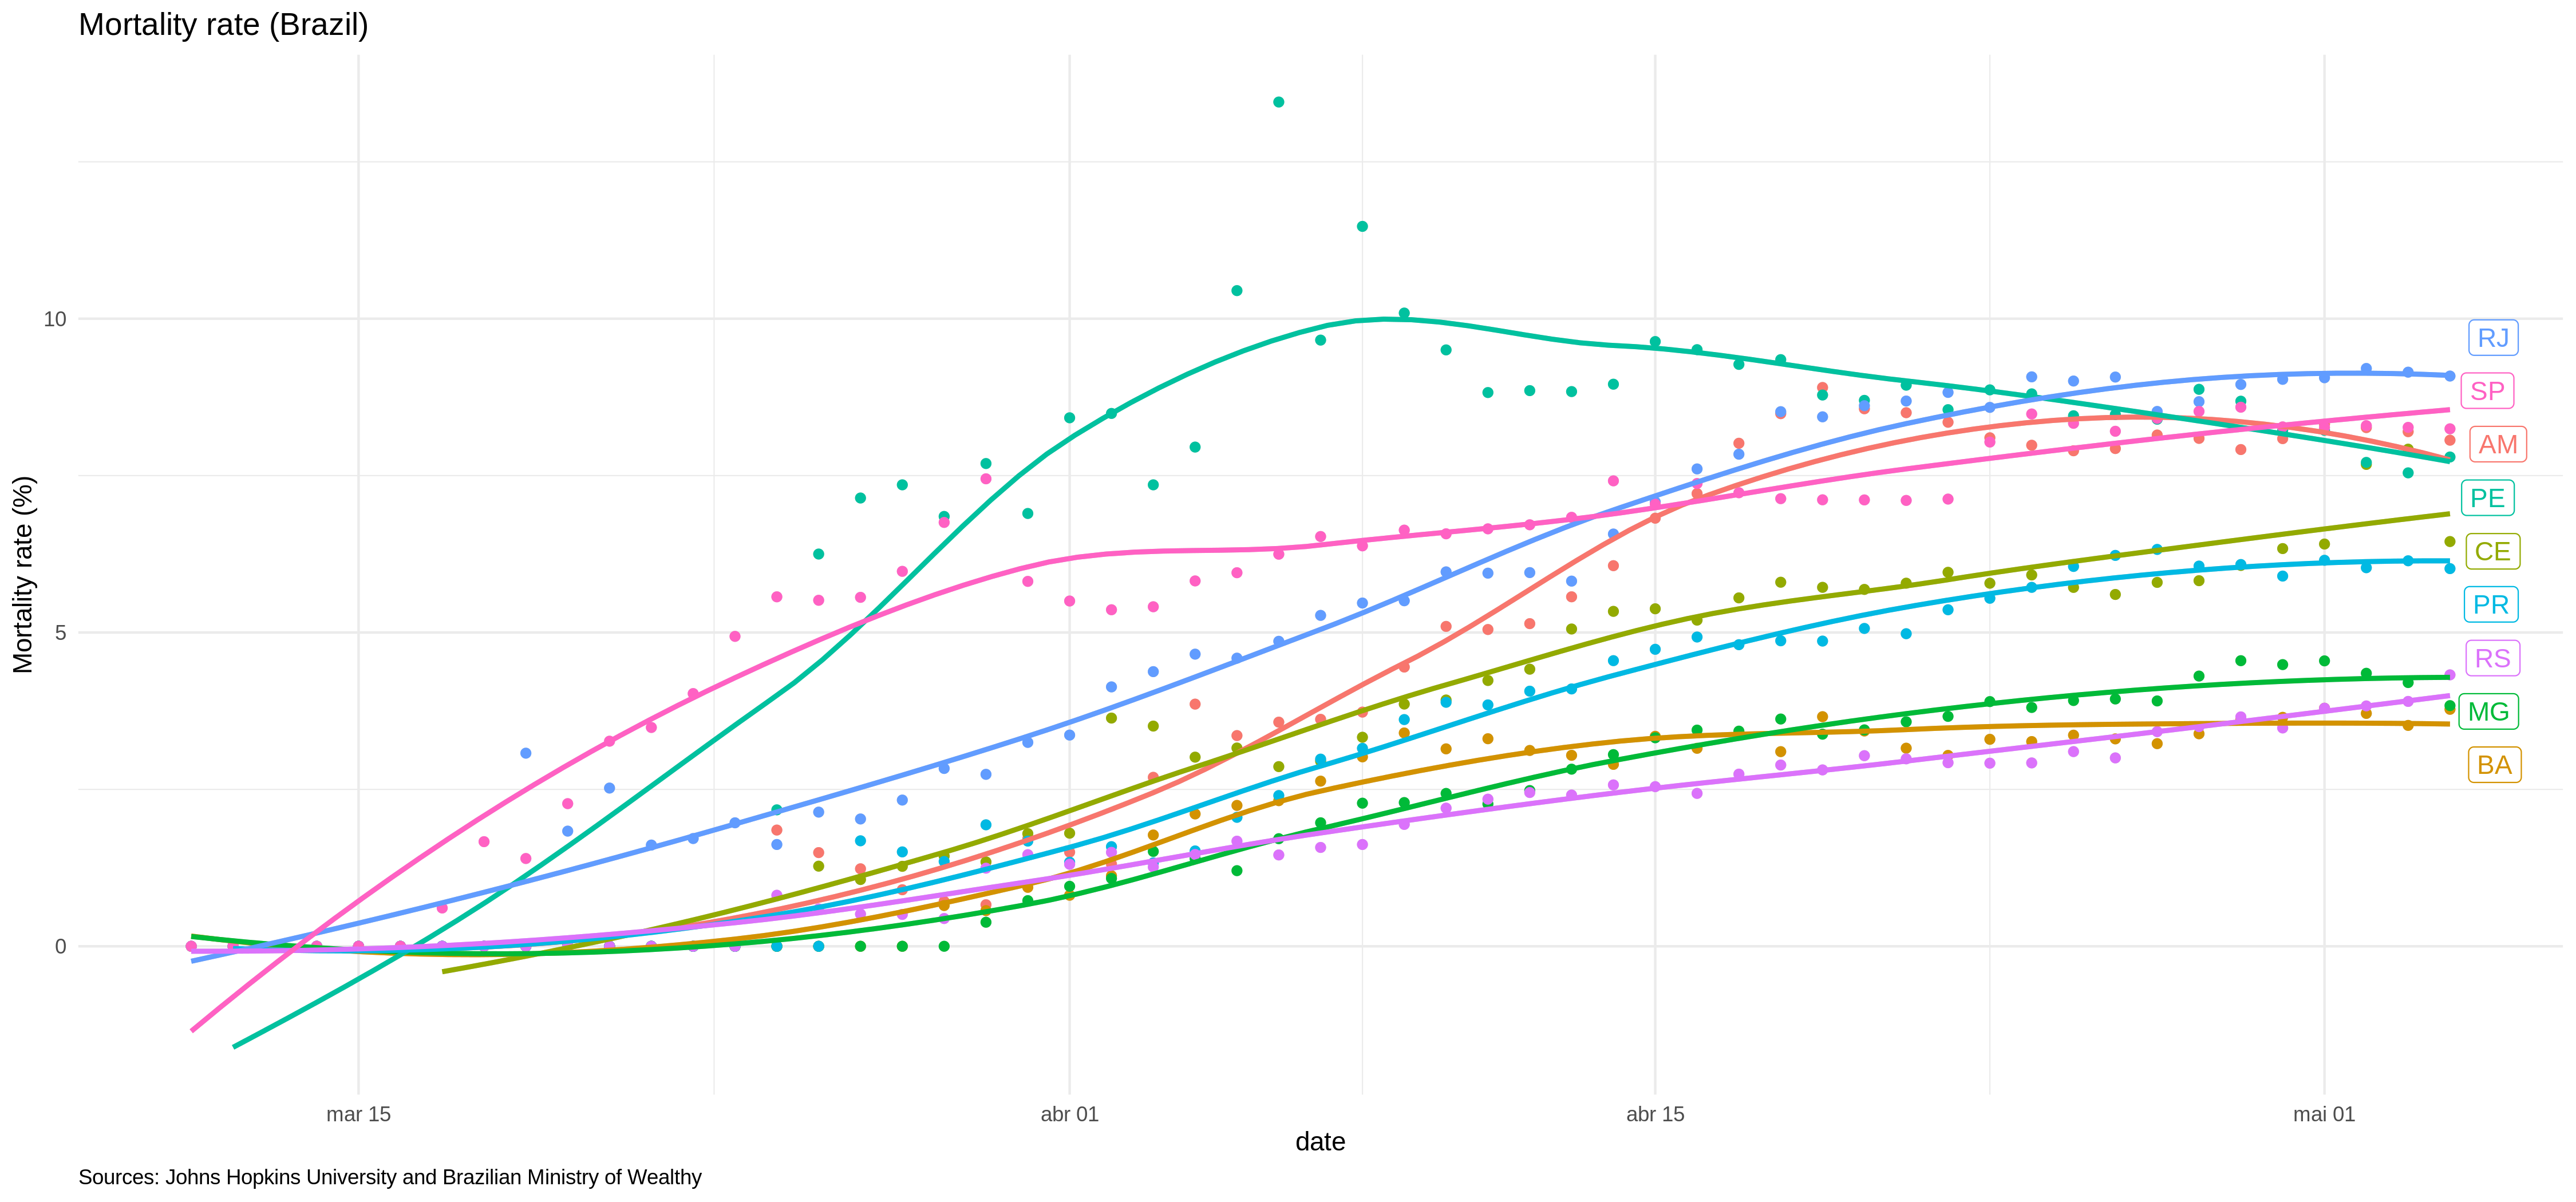 Mortality rate (Brazil)
Mortality rate (%)
10
5
0
RJ
SP
AM
PE
CE
PR
RS
MG
BA
mar 15
abr 01
abr 15
mai 01
date
Sources: Johns Hopkins University and Brazilian Ministry of Wealthy